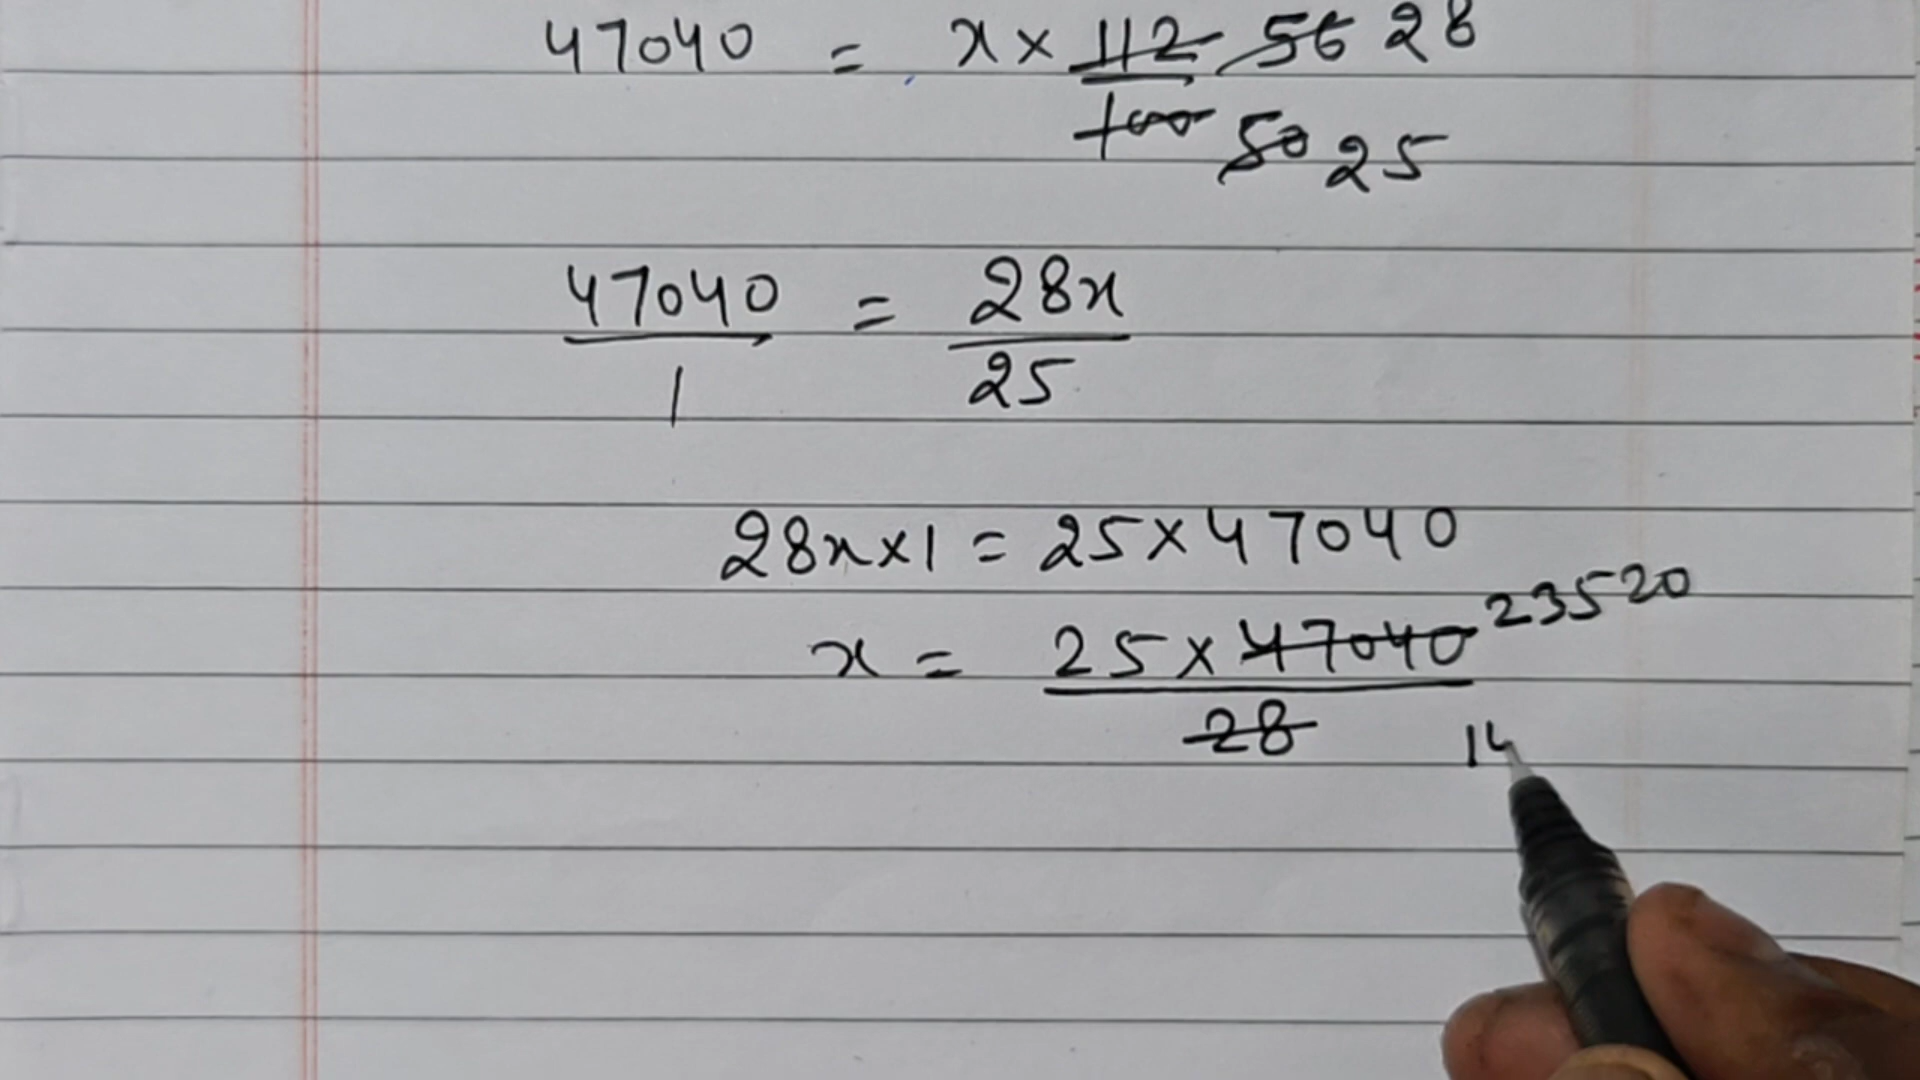 47040 = x × 112 56 28
100 50 25
47040 = 28x
1 25
28x×1 = 25×47040
23520
x = 25×47040
28 14